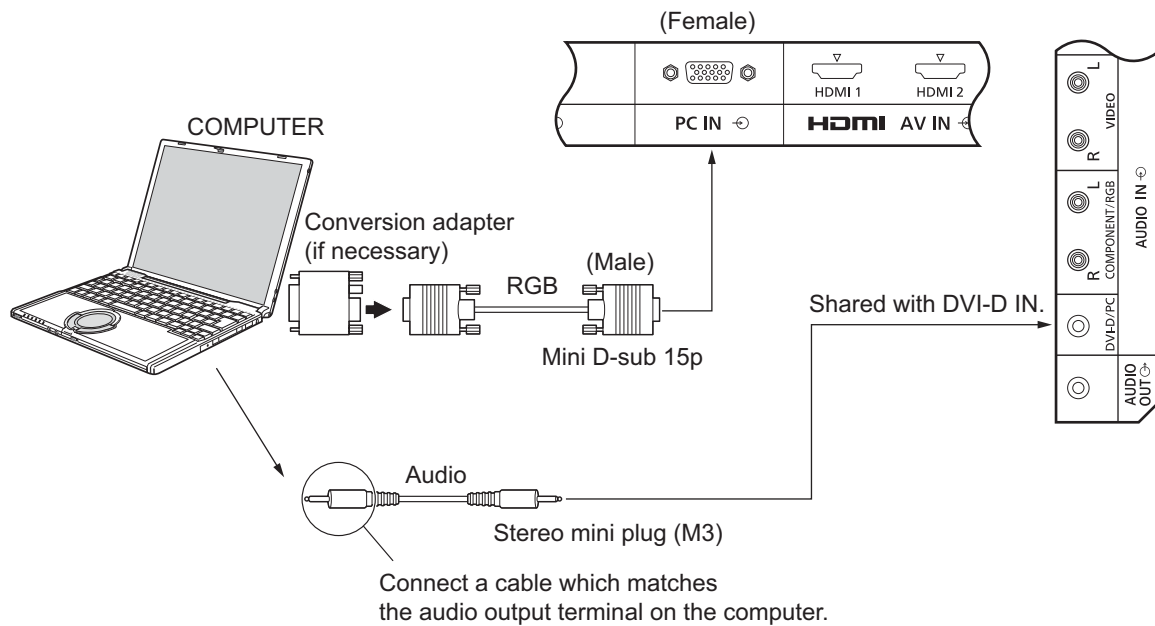 (Female)
HDMI 1
HDMI 2
PC IN
HDMI
AV IN
COMPUTER
Conversion adapter
(if necessary)
RGB
(Male)
Mini D-sub 15p
Shared with DVI-D IN.
L
R
VIDEO
L
R
COMPONENT/RGB
AUDIO IN
DVI-D/PC
AUDIO
OUT
Audio
Stereo mini plug (M3)
Connect a cable which matches
the audio output terminal on the computer.